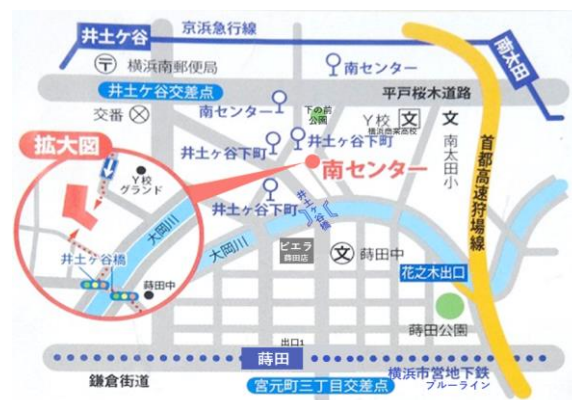 京浜急行線
井土ケ谷
南太田
〒 横浜南郵便局
南センター
井土ケ谷交差点
平戸桜木道路
交番
南センター
下の前
公園
Y校 文
横浜商業高校
文
南太田小
首都高速狩場線
井土ケ谷下町
井土ケ谷下町
南センター
井土ケ谷下町
井土ケ谷橋
拡大図
Y校
グランド
大岡川
井土ケ谷橋
蒔田中
大岡川
ピエラ
蒔田店
文 蒔田中
花之木出口
蒔田公園
出口1
蒔田
鎌倉街道
宮元町三丁目交差点
横浜市営地下鉄
ブルーライン